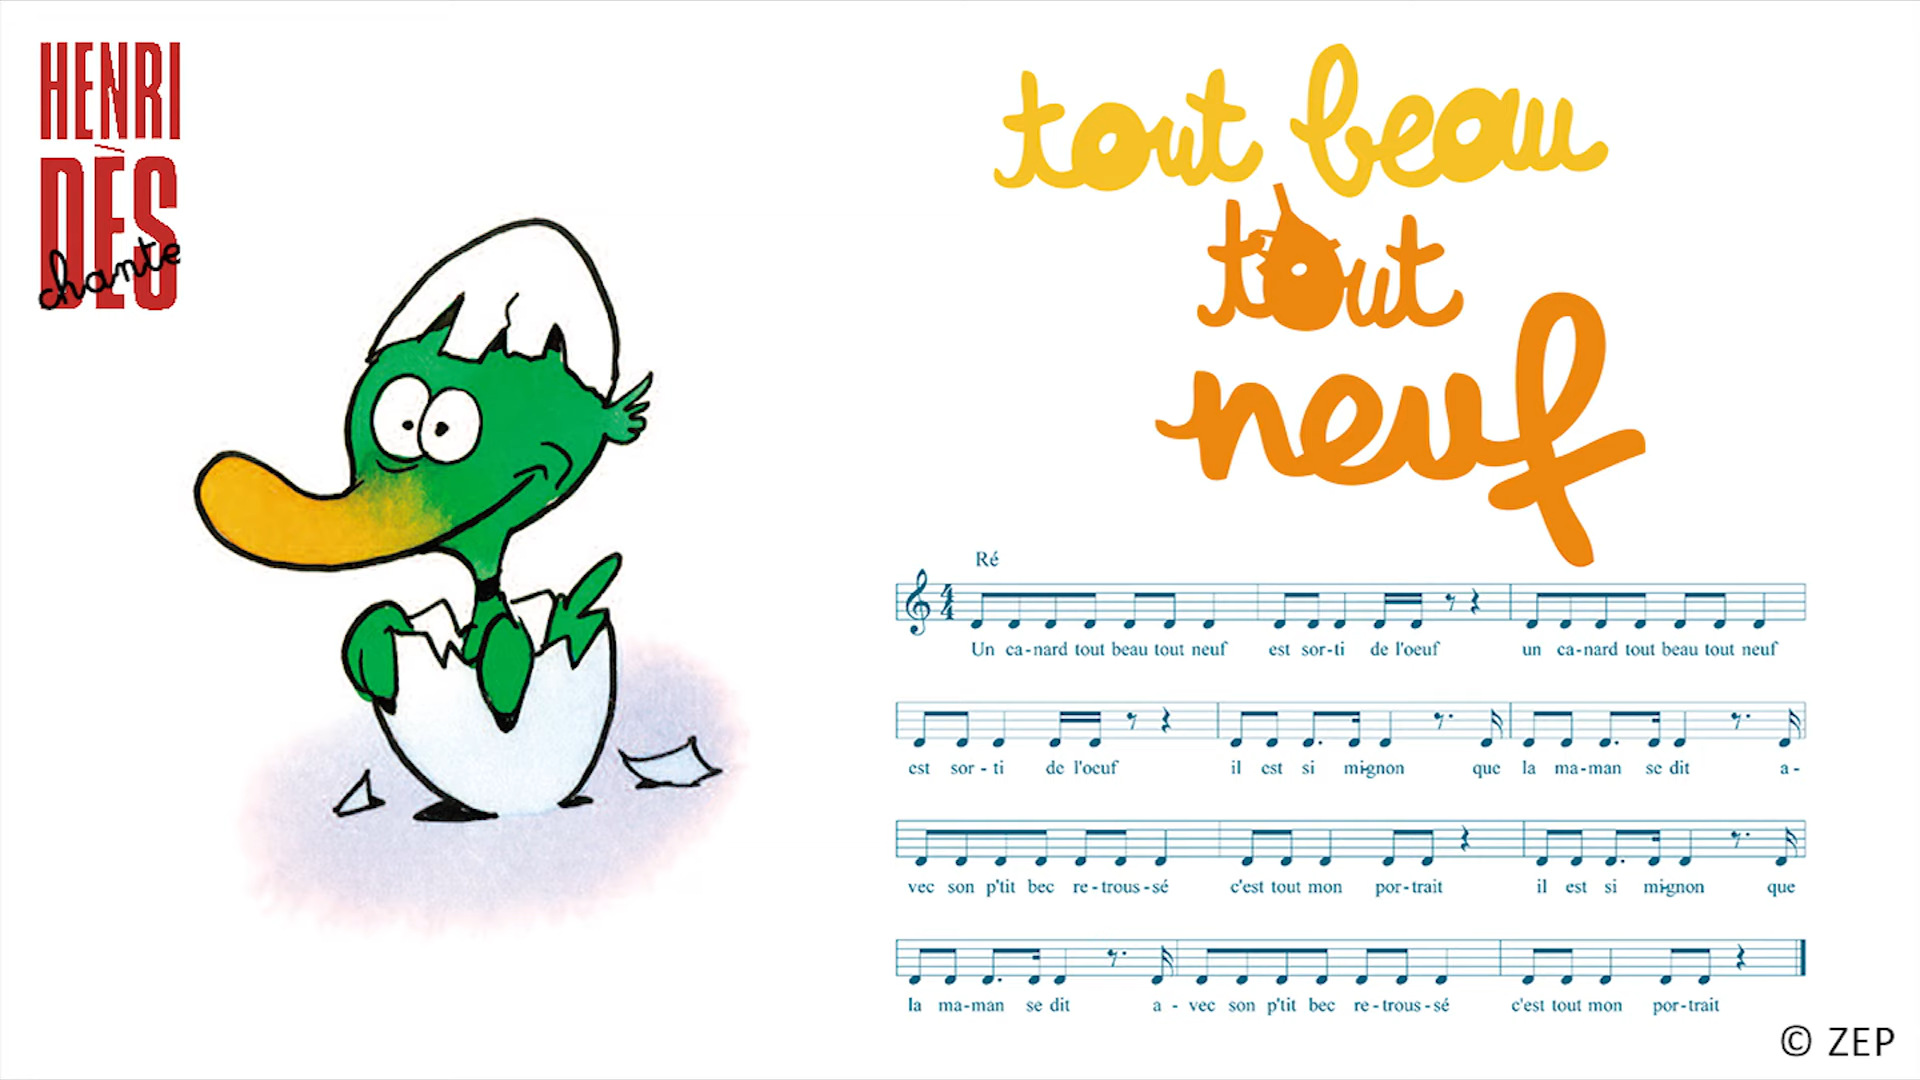 HENRI
DÈS
chante
tout beau
tout
neuf
Ré
Un ca-nard tout beau tout neuf est sor-ti de l'oeuf un ca-nard tout beau tout neuf
est sor - ti de l'oeuf il est si mignon que la ma-man se dit a -
vec son p'tit bec re - trous - sé c'est tout mon por-trait il est si mignon que
la ma-man se dit a - vec son p'tit bec re - trous - sé c'est tout mon por-trait
© ZEP